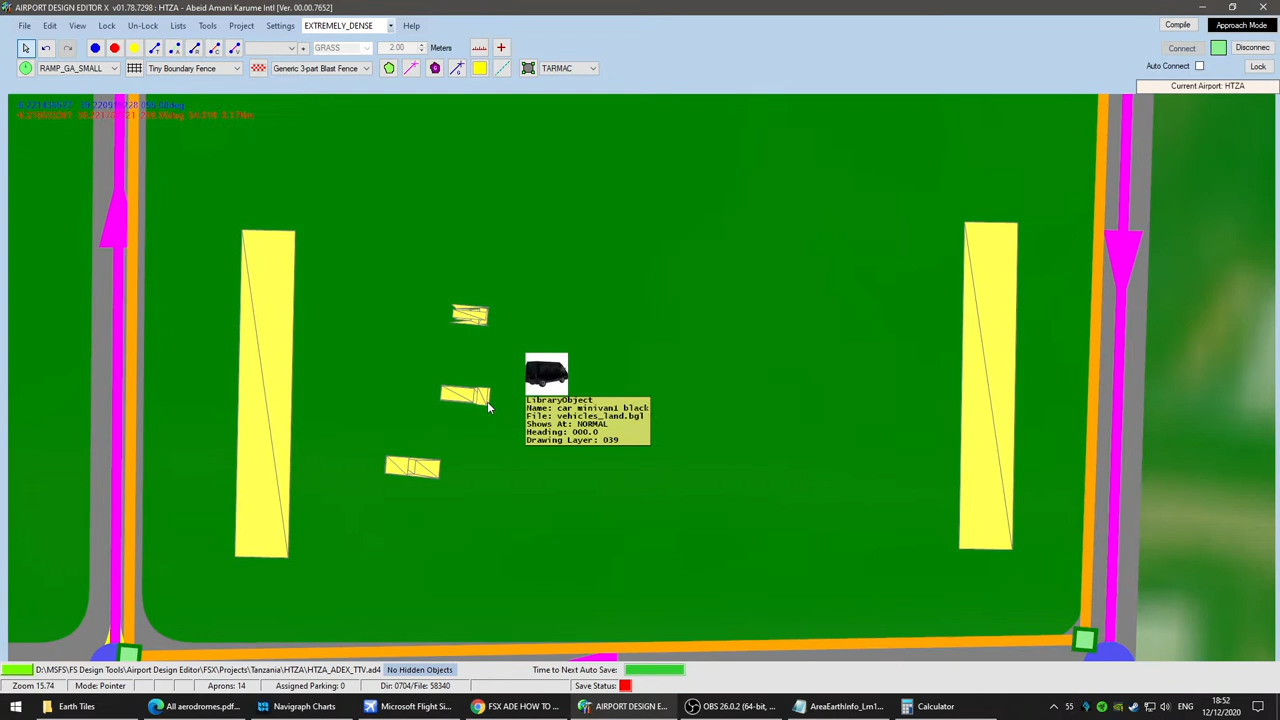 AIRPORT DESIGN EDITOR X v01.78.7298 : HTZA - Abeid Amani Karume Intl [Ver. 00.00.7652]
File Edit View Lock Un-Lock Lists Tools Project Settings EXTREMELY_DENSE Help
Compile Approach Mode
GRASS 2.00 Meters
Connect Disconnec
Auto Connect Lock
RAMP_GA_SMALL Tiny Boundary Fence Generic 3-part Blast Fence TARMAC
Current Airport: HTZA
LibraryObject
Name: car minivan1 black
File: vehicles_land.bgl
Shows At: NORMAL
Heading: 000.0
Drawing Layer: 039
D:\MSFS\FS Design Tools\Airport Design Editor\FSX\Projects\Tanzania\HTZA\HTZA_ADEX_TTV.ad4 No Hidden Objects Time to Next Auto Save:
Zoom 15.74 Mode: Pointer Aprons: 14 Assigned Parking: 0 Dir: 0704/File: 58340 Save Status:
Earth Tiles All aerodromes.pdf... Navigraph Charts Microsoft Flight Si... FSX ADE HOW TO ... AIRPORT DESIGN E... OBS 26.0.2 (64-bit, ... AreaEarthInfo_Lm1... Calculator 55 18:52
12/12/2020